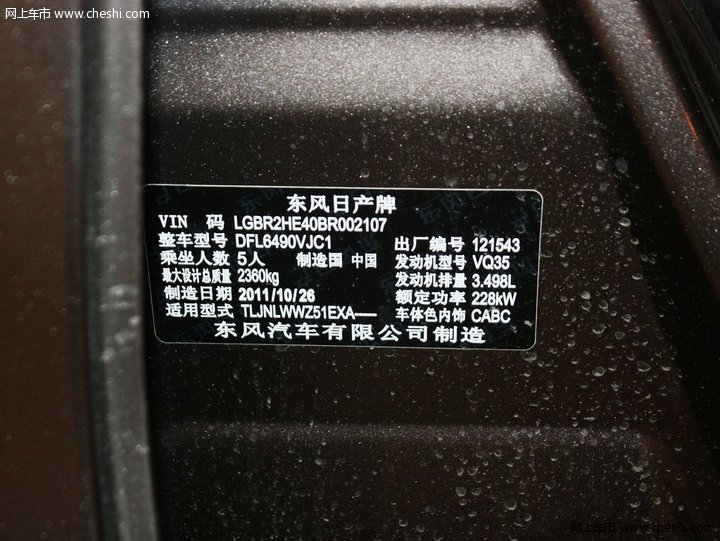 网上车市 www.cheshi.com
东风日产牌
VIN 码 LGBR2HE40BR002107
整车型号 DFL6490VJC1 出厂编号 121543
乘坐人数 5人 制造国 中国 发动机型号 VQ35
最大设计总质量 2360kg 发动机排量 3.498L
制造日期 2011/10/26 额定功率 228kW
适用型式 TLJNLWWZ51EXA----- 车体色内饰 CABC
东风汽车有限公司制造
网上车市 www.cheshi.com